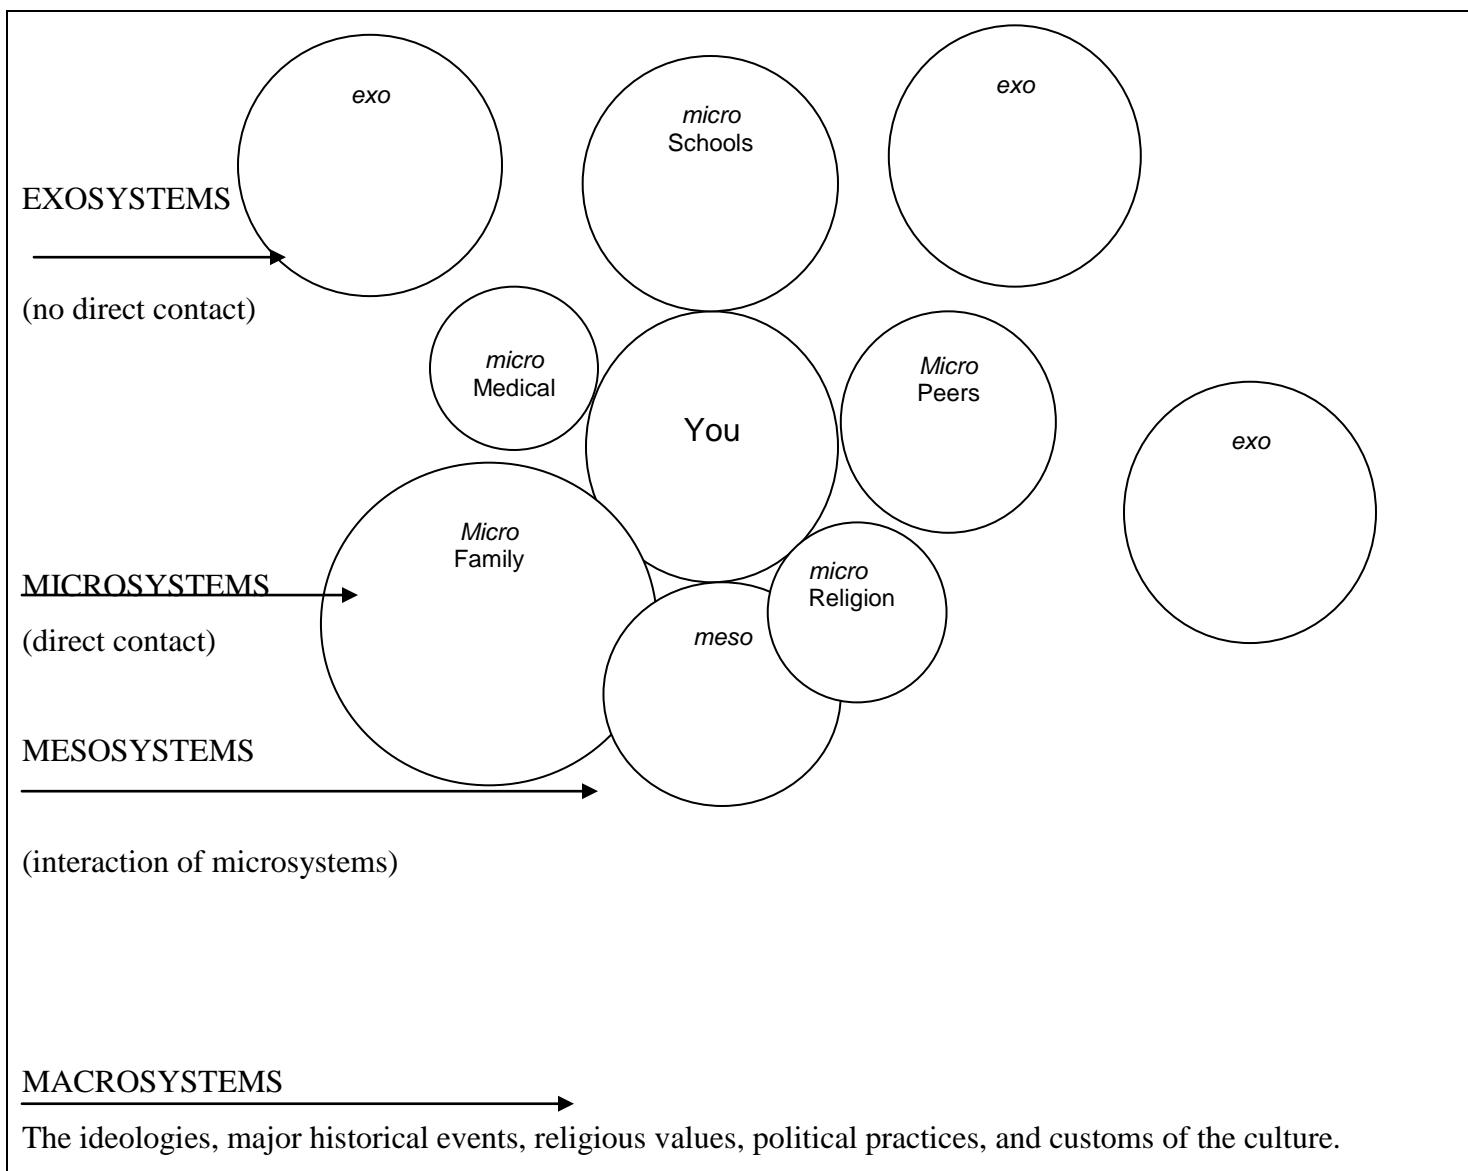 exo
micro
Schools
exo
EXOSYSTEMS
(no direct contact)
micro
Medical
You
Micro
Peers
exo
Micro
Family
MICROSYSTEMS
(direct contact)
micro
Religion
meso
MESOSYSTEMS
(interaction of microsystems)
MACROSYSTEMS
The ideologies, major historical events, religious values, political practices, and customs of the culture.